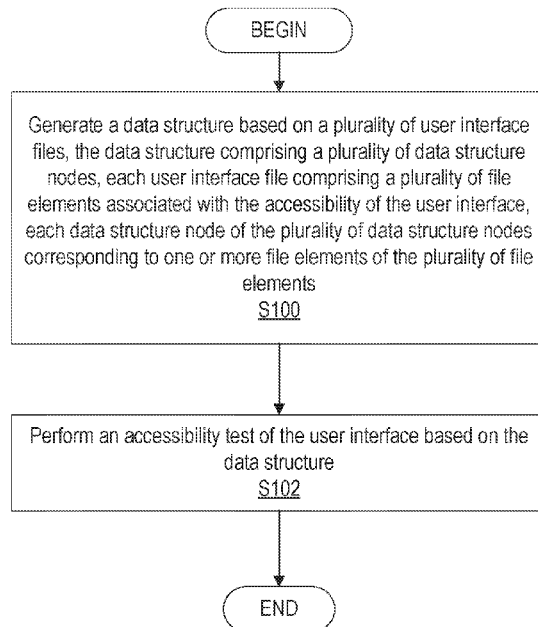 BEGIN
Generate a data structure based on a plurality of user interface
files, the data structure comprising a plurality of data structure
nodes, each user interface file comprising a plurality of file
elements associated with the accessibility of the user interface,
each data structure node of the plurality of data structure nodes
corresponding to one or more file elements of the plurality of file
elements
S100
Perform an accessibility test of the user interface based on the
data structure
S102
END